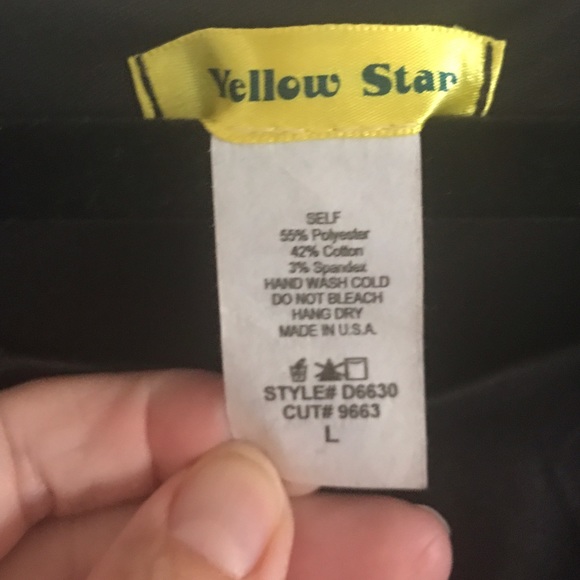 Yellow Star
SELF
55% Polyester
42% Cotton
3% Spandex
HAND WASH COLD
DO NOT BLEACH
HANG DRY
MADE IN U.S.A.
STYLE# D6630
CUT# 9663
L